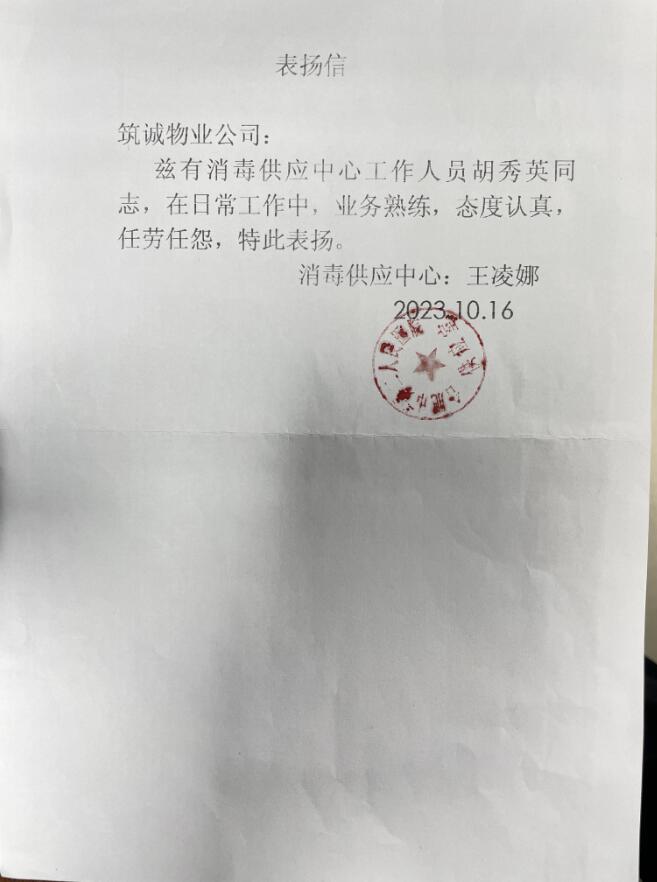 表扬信
筑诚物业公司：
兹有消毒供应中心工作人员胡秀英同
志，在日常工作中，业务熟练，态度认真，
任劳任怨，特此表扬。
消毒供应中心：王凌娜
2023.10.16